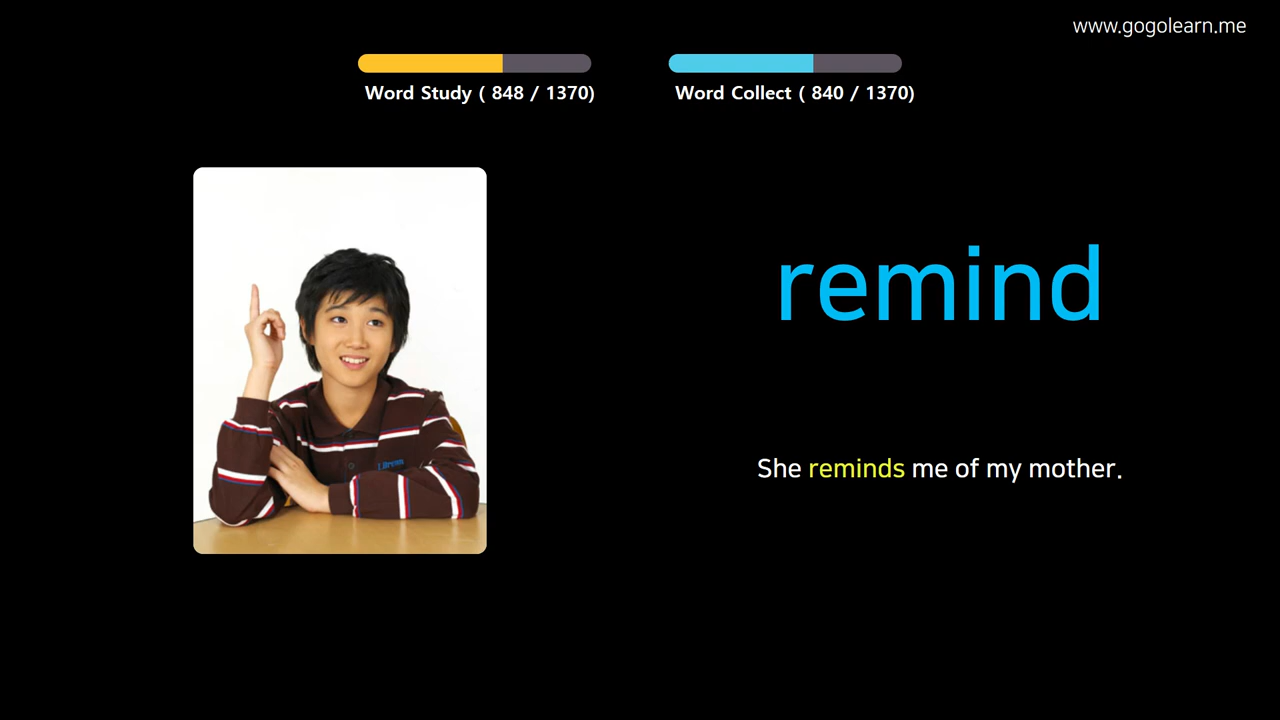 www.gogolearn.me
Word Study ( 848 / 1370)
Word Collect ( 840 / 1370)
remind
She reminds me of my mother.